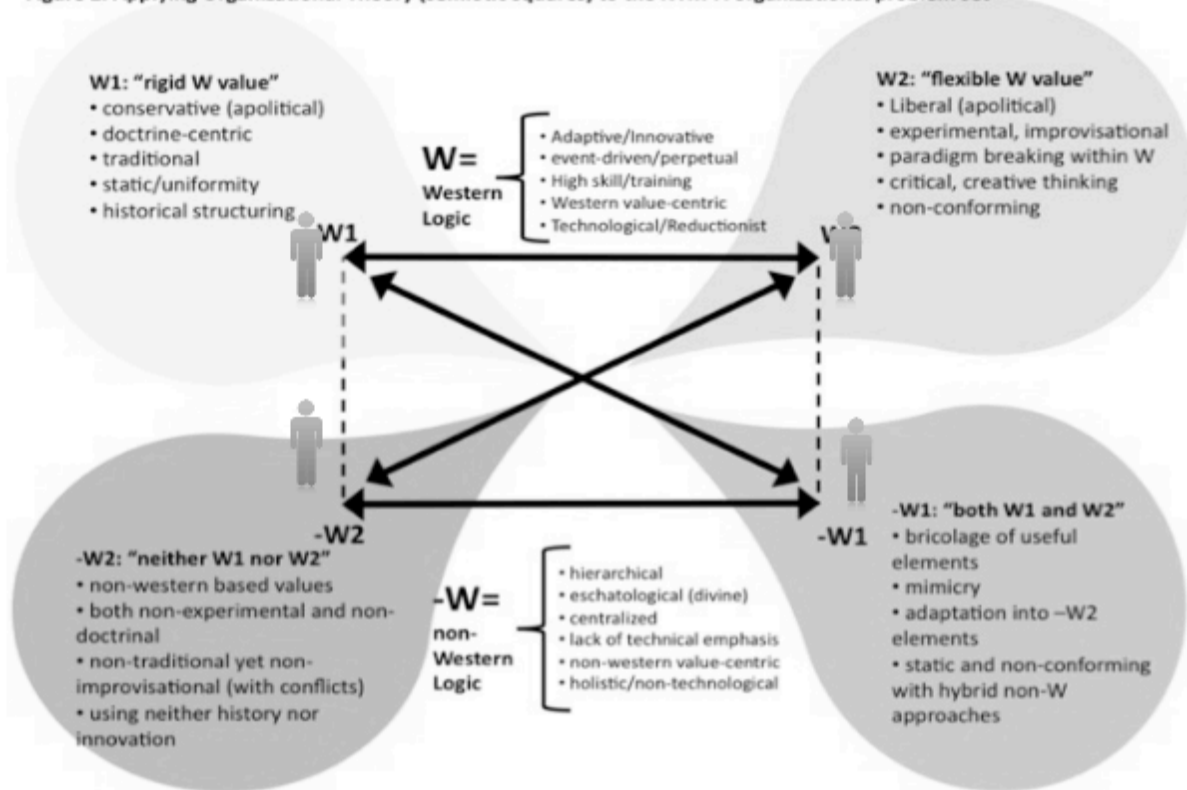 W1: “rigid W value”
• conservative (apolitical)
• doctrine-centric
• traditional
• static/uniformity
• historical structuring
W1
W=
Western
Logic
• Adaptive/Innovative
• event-driven/perpetual
• High skill/training
• Western value-centric
• Technological/Reductionist
W2: “flexible W value”
• Liberal (apolitical)
• experimental, improvisational
• paradigm breaking within W
• critical, creative thinking
• non-conforming
-W2
-W2: “neither W1 nor W2”
• non-western based values
• both non-experimental and non-
doctrinal
• non-traditional yet non-
improvisational (with conflicts)
• using neither history nor
innovation
-W=
non-
Western
Logic
• hierarchical
• eschatological (divine)
• centralized
• lack of technical emphasis
• non-western value-centric
• holistic/non-technological
-W1
-W1: “both W1 and W2”
• bricolage of useful
elements
• mimicry
• adaptation into –W2
elements
• static and non-conforming
with hybrid non-W
approaches